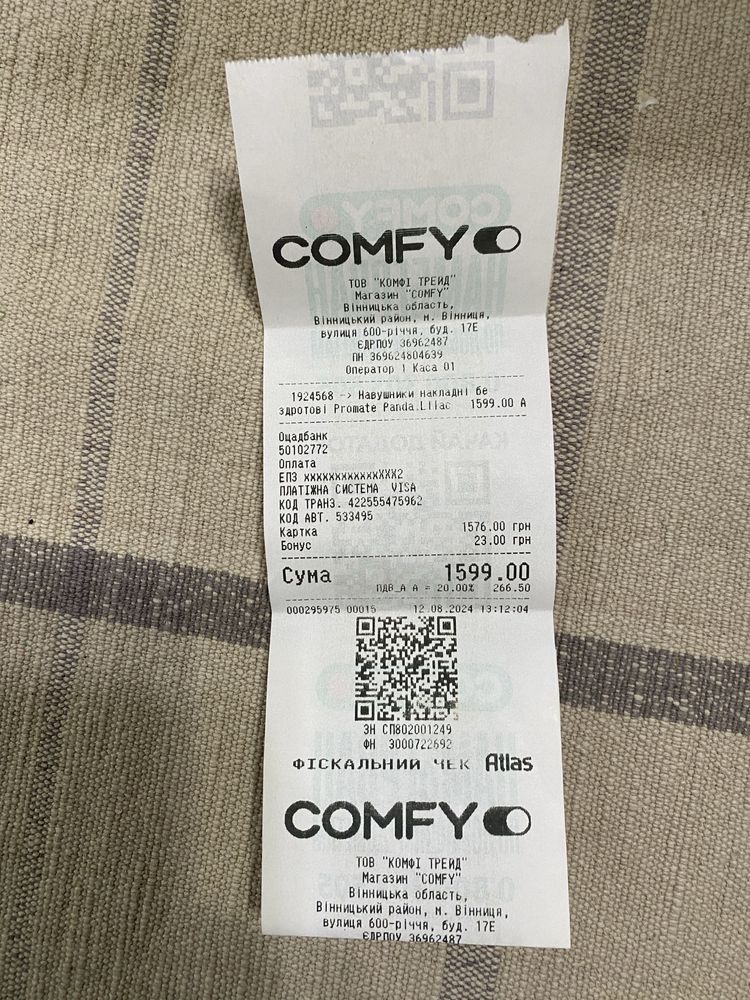 COMFY
ТОВ "КОМФІ ТРЕЙД"
Магазин "COMFY"
Вінницька область,
Вінницький район, м. Вінниця,
вулиця 600-річчя, буд. 17Е
ЄДРПОУ 36962487
ПН 369624804639
Оператор 1 Каса 01
1924568 -> Навушники накладні бе
здротові Promate Panda.Lilac 1599.00 А
Ощадбанк
50102772
Оплата
ЕПЗ XXXXXXXXXXXXXXX2
ПЛАТІЖНА СИСТЕМА VISA
КОД ТРАНЗ. 422555475962
КОД АВТ. 533495
Картка 1576.00 грн
Бонус 23.00 грн
Сума 1599.00
ПДВ_А А = 20.00% 266.50
000295975 00015 12.08.2024 13:12:04
ЗН СП802001249
ФН 3000722692
ФІСКАЛЬНИЙ ЧЕК Atlas
COMFY
ТОВ "КОМФІ ТРЕЙД"
Магазин "COMFY"
Вінницька область,
Вінницький район, м. Вінниця,
вулиця 600-річчя, буд. 17Е
ЄДРПОУ 36962487